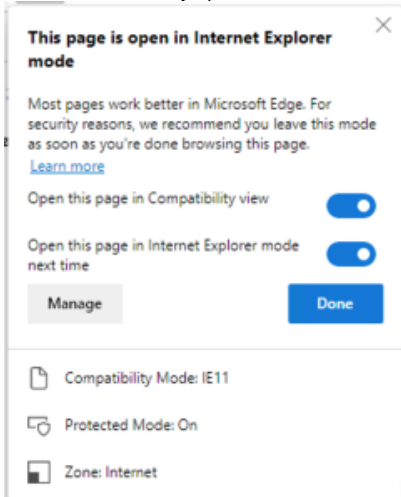 This page is open in Internet Explorer
mode
Most pages work better in Microsoft Edge. For
security reasons, we recommend you leave this mode
as soon as you're done browsing this page.
Learn more
Open this page in Compatibility view
Open this page in Internet Explorer mode
next time
Manage
Done
Compatibility Mode: IE11
Protected Mode: On
Zone: Internet